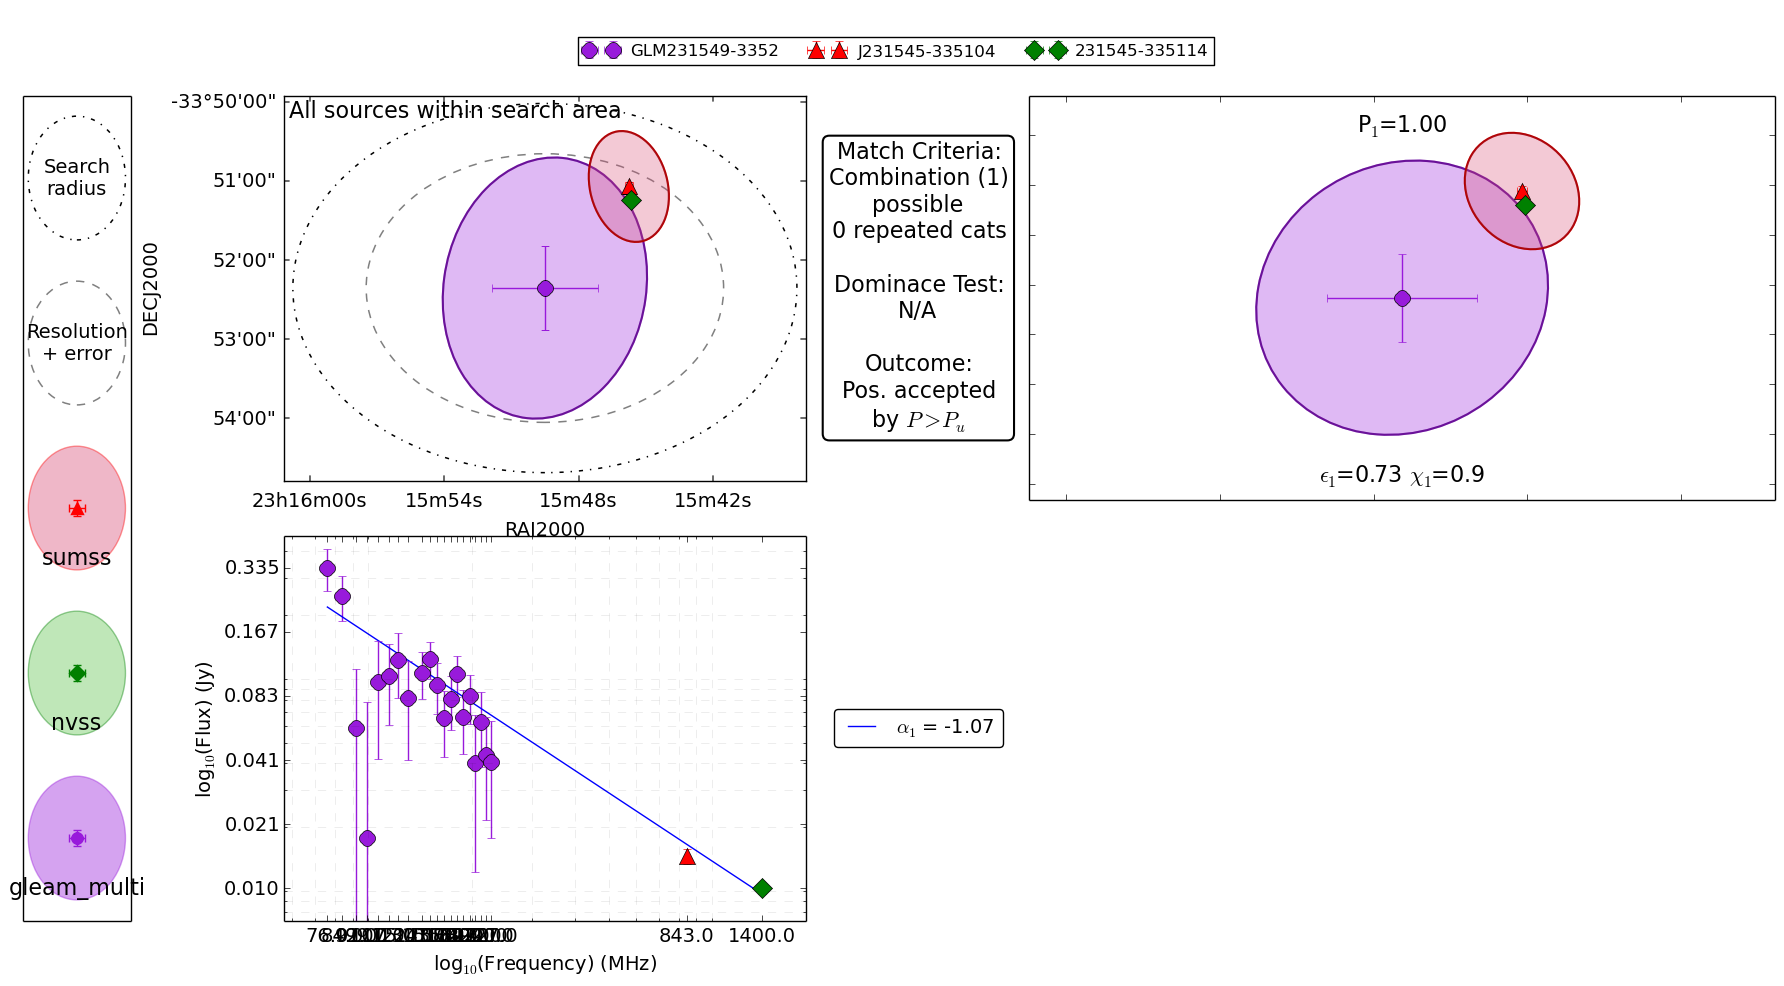 GLM231549-3352 J231545-335104 231545-335114
Search
radius
Resolution
+ error
sumss
nvss
gleam_multi
All sources within search area
DECJ2000
-33°50'00"
51'00"
52'00"
53'00"
54'00"
23h16m00s 15m54s 15m48s 15m42s
RAJ2000
Match Criteria:
Combination (1)
possible
0 repeated cats
Dominace Test:
N/A
Outcome:
Pos. accepted
by P>Pᵤ
P₁=1.00
ϵ₁=0.73 χ₁=0.9
log₁₀(Flux) (Jy)
0.335
0.167
0.083
0.041
0.021
0.010
843.0 1400.0
log₁₀(Frequency) (MHz)
α₁ = -1.07